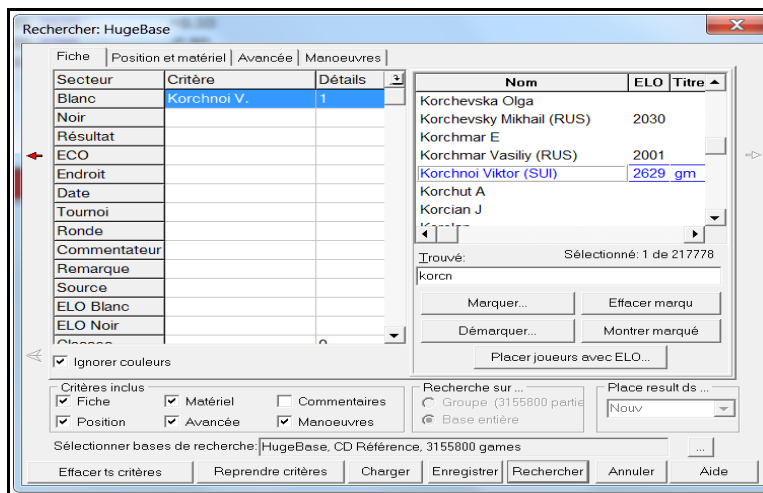 Rechercher: HugeBase
Fiche Position et matériel Avancée Manoeuvres
Secteur Critère Détails
Blanc Korchnoi V. 1
Noir
Résultat
ECO
Endroit
Date
Tournoi
Ronde
Commentateur
Remarque
Source
ELO Blanc
ELO Noir
0
Ignorer couleurs
Nom ELO Titre
Korchevska Olga
Korchevsky Mikhail (RUS) 2030
Korchmar E
Korchmar Vasiliy (RUS) 2001
Korchnoi Viktor (SUI) 2629 gm
Korchut A
Korcian J
Trouvé: Sélectionné: 1 de 217778
korcn
Marquer... Effacer marqu
Démarquer... Montrer marqué
Placer joueurs avec ELO...
Critères inclus
Fiche Matériel Commentaires
Position Avancée Manoeuvres
Recherche sur ...
Groupe (3155800 partie
Base entière
Place result ds ...
Nouv
Sélectionner bases de recherche: HugeBase, CD Référence, 3155800 games ...
Effacer ts critères Reprendre critères Charger Enregistrer Rechercher Annuler Aide